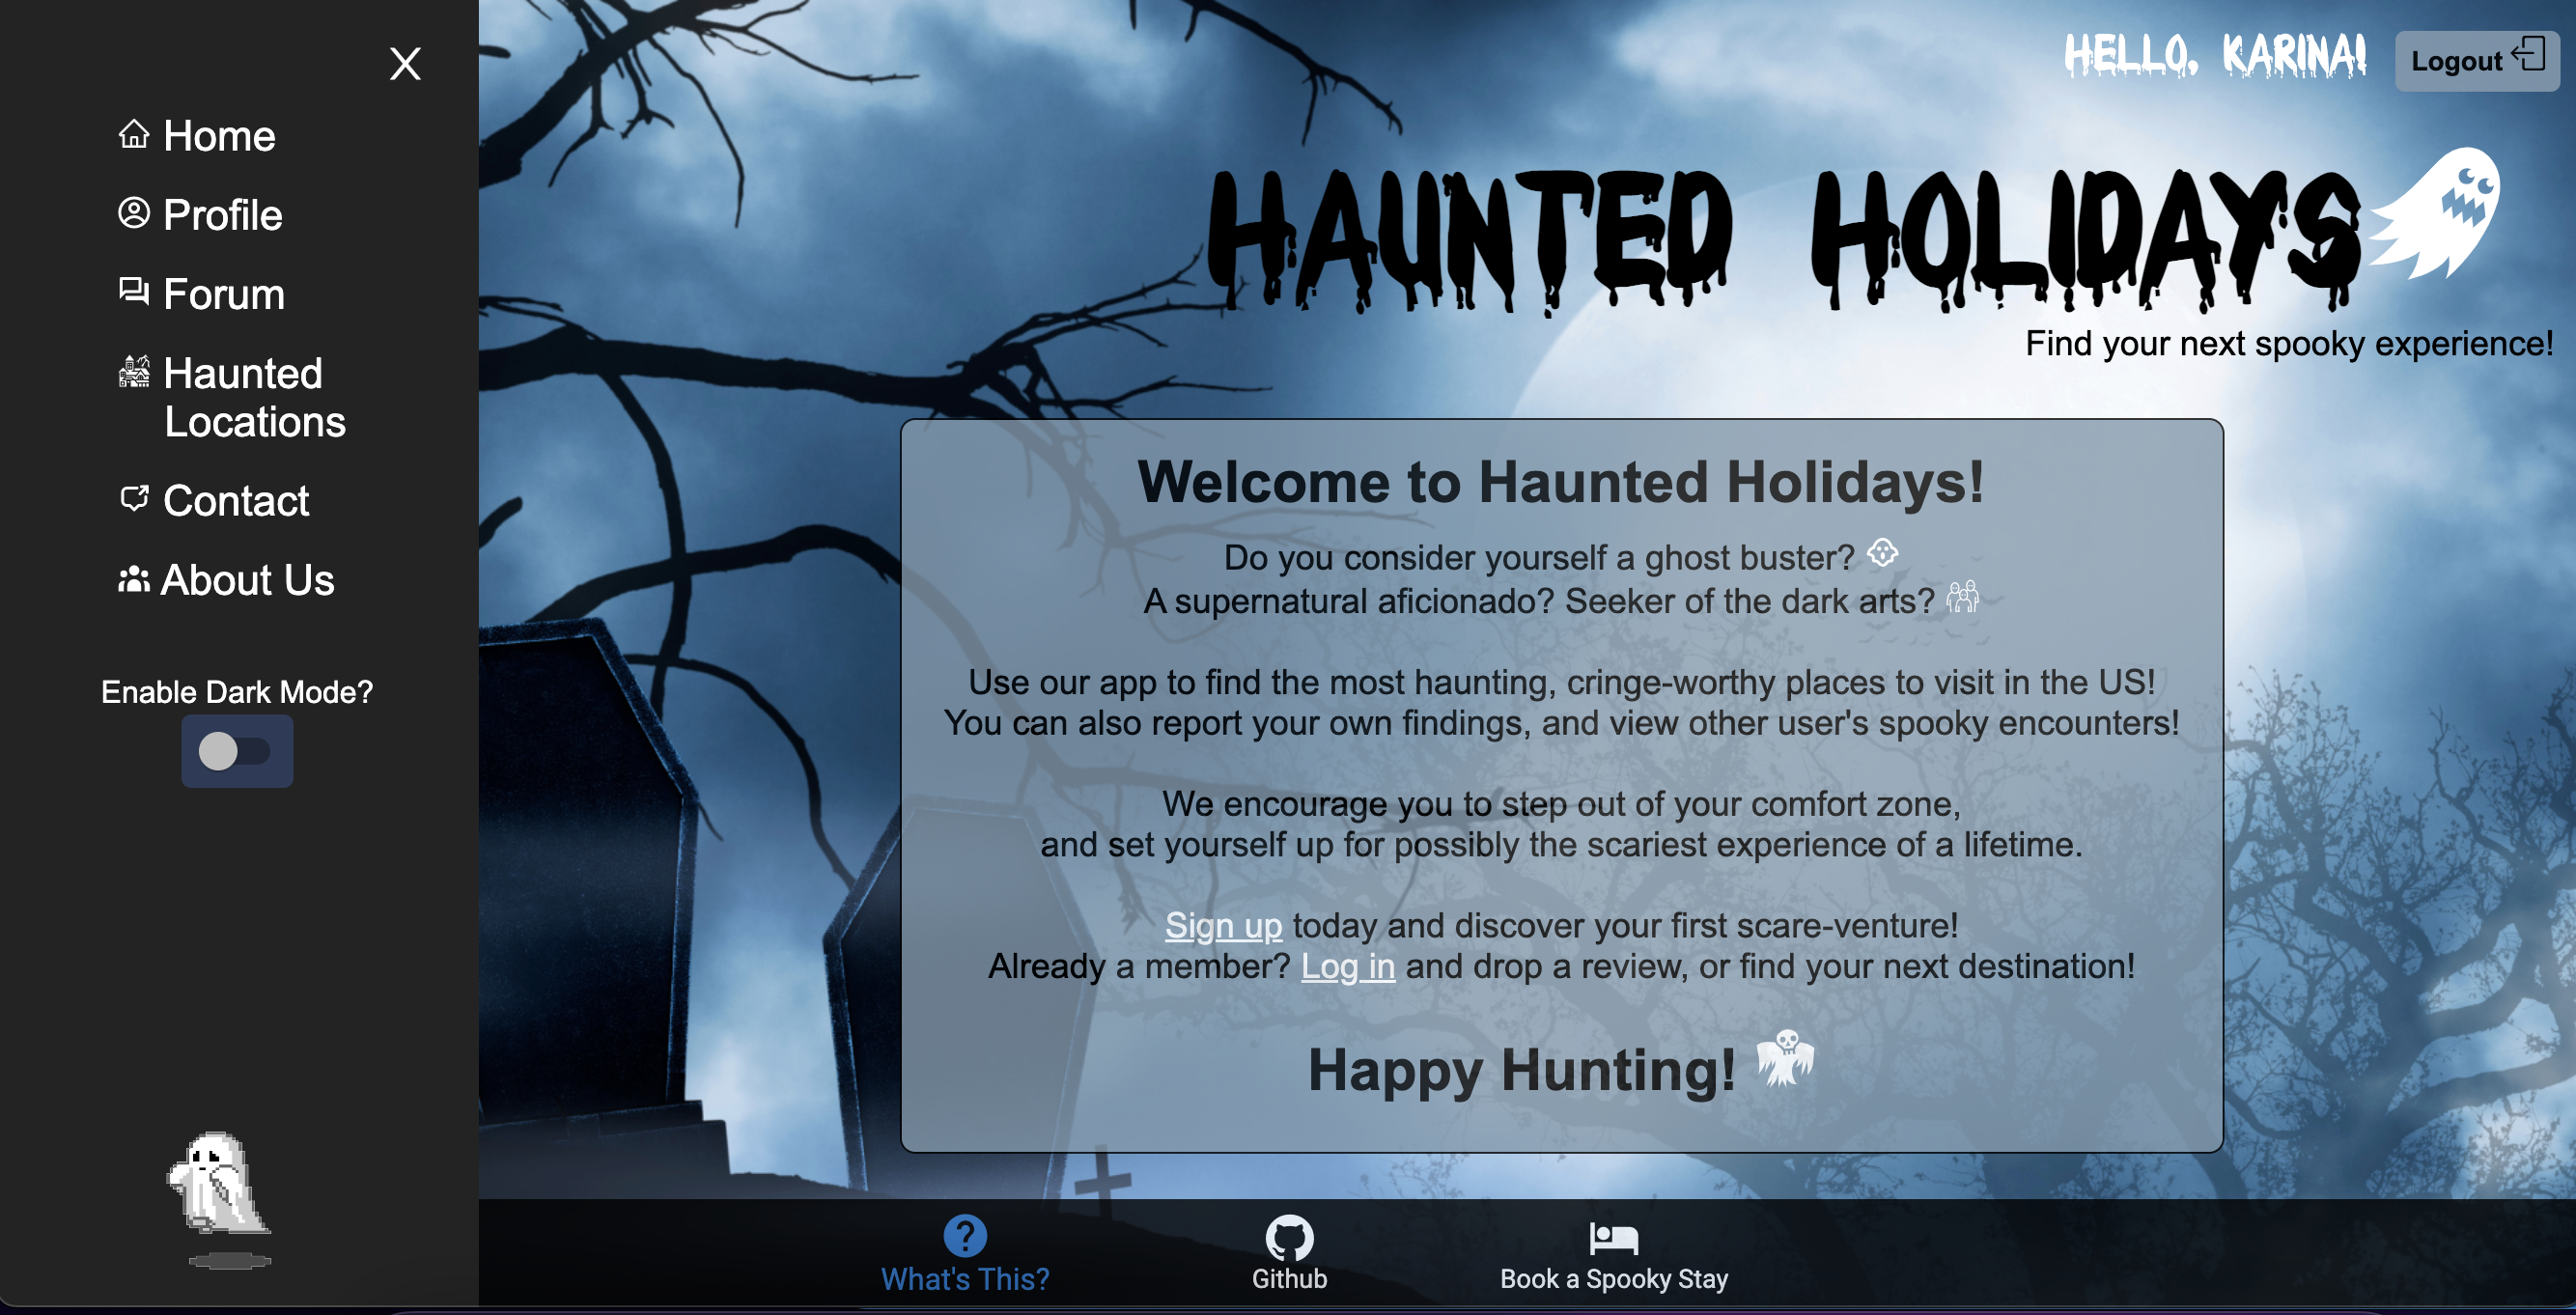 X
Home
Profile
Forum
Haunted
Locations
Contact
About Us
Enable Dark Mode?
HELLO, KARINA!
Logout
HAUNTED HOLIDAYS
Find your next spooky experience!
Welcome to Haunted Holidays!
Do you consider yourself a ghost buster?
A supernatural aficionado? Seeker of the dark arts?
Use our app to find the most haunting, cringe-worthy places to visit in the US!
You can also report your own findings, and view other user's spooky encounters!
We encourage you to step out of your comfort zone,
and set yourself up for possibly the scariest experience of a lifetime.
Sign up today and discover your first scare-venture!
Already a member? Log in and drop a review, or find your next destination!
Happy Hunting!
What's This?
Github
Book a Spooky Stay